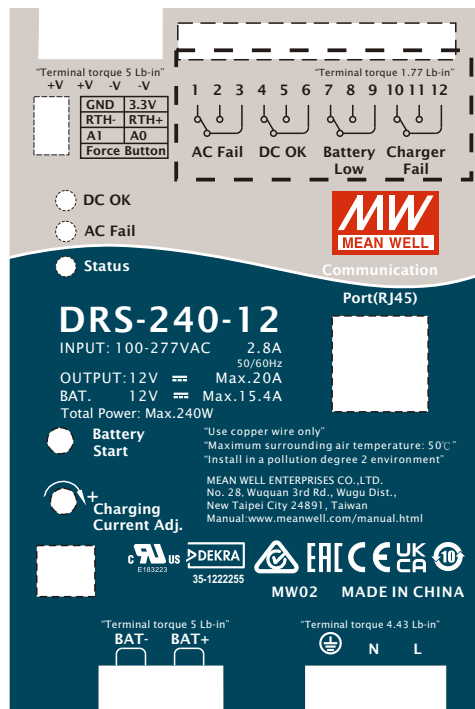 "Terminal torque 5 Lb-in"
+V +V -V -V
"Terminal torque 1.77 Lb-in"
1 2 3 4 5 6 7 8 9 10 11 12
GND 3.3V
RTH- RTH+
A1 A0
Force Button
AC Fail DC OK Battery Low Charger Fail
DC OK
AC Fail
Status
MW
MEAN WELL
Communication
Port(RJ45)
DRS-240-12
INPUT: 100-277VAC 2.8A
50/60Hz
OUTPUT: 12V ⎓ Max.20A
BAT. 12V ⎓ Max.15.4A
Total Power: Max.240W
Battery
Start
"Use copper wire only"
"Maximum surrounding air temperature: 50℃"
"Install in a pollution degree 2 environment"
+
Charging
Current Adj.
MEAN WELL ENTERPRISES CO.,LTD.
No. 28, Wuquan 3rd Rd., Wugu Dist.,
New Taipei City 24891, Taiwan
Manual:www.meanwell.com/manual.html
c RU US
E183223
DEKRA
35-1222255
EAC CE UKCA 10
MW02 MADE IN CHINA
"Terminal torque 5 Lb-in"
BAT- BAT+
"Terminal torque 4.43 Lb-in"
N L